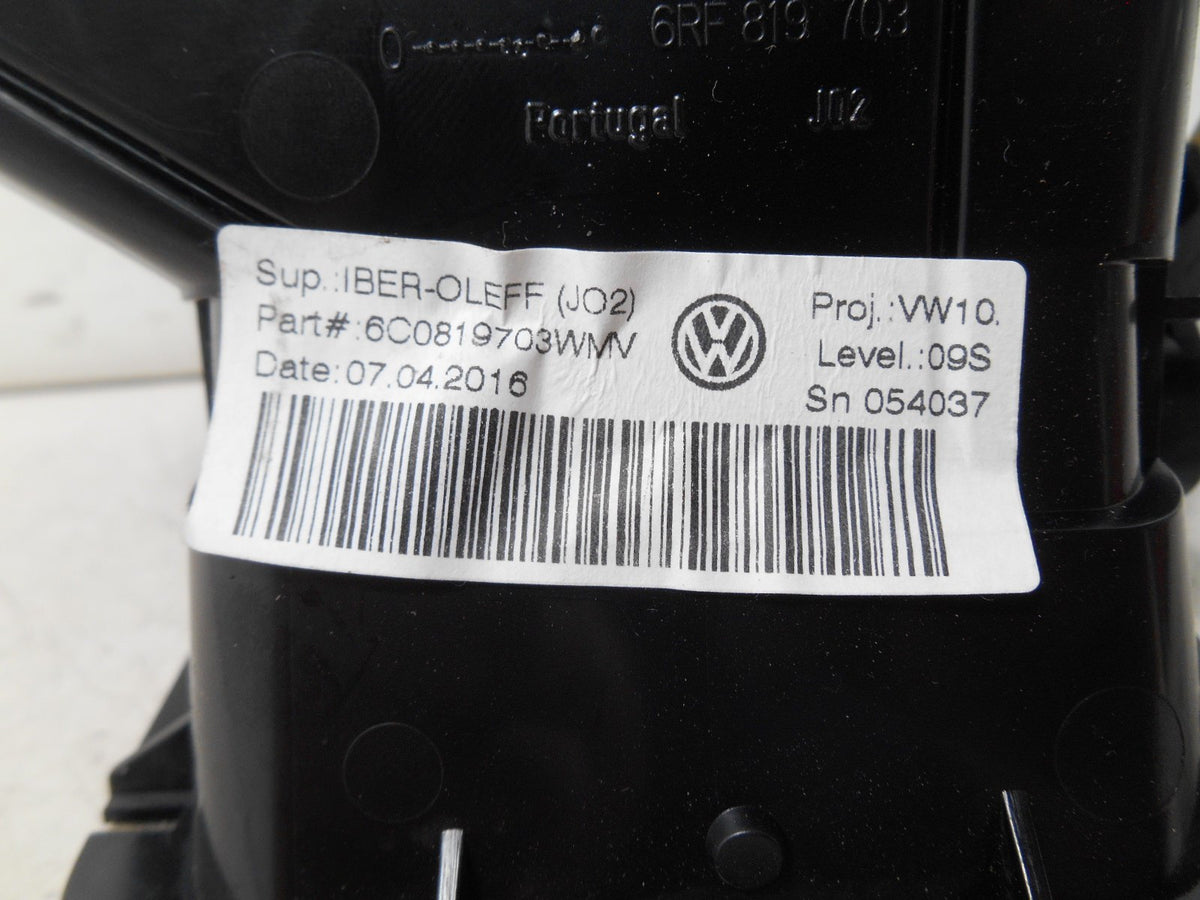 6RF 819 703
Portugal JO2
Sup.:IBER-OLEFF (JO2)
Part#:6C0819703WMV
Date:07.04.2016
Proj.:VW10.
Level.:09S
Sn 054037